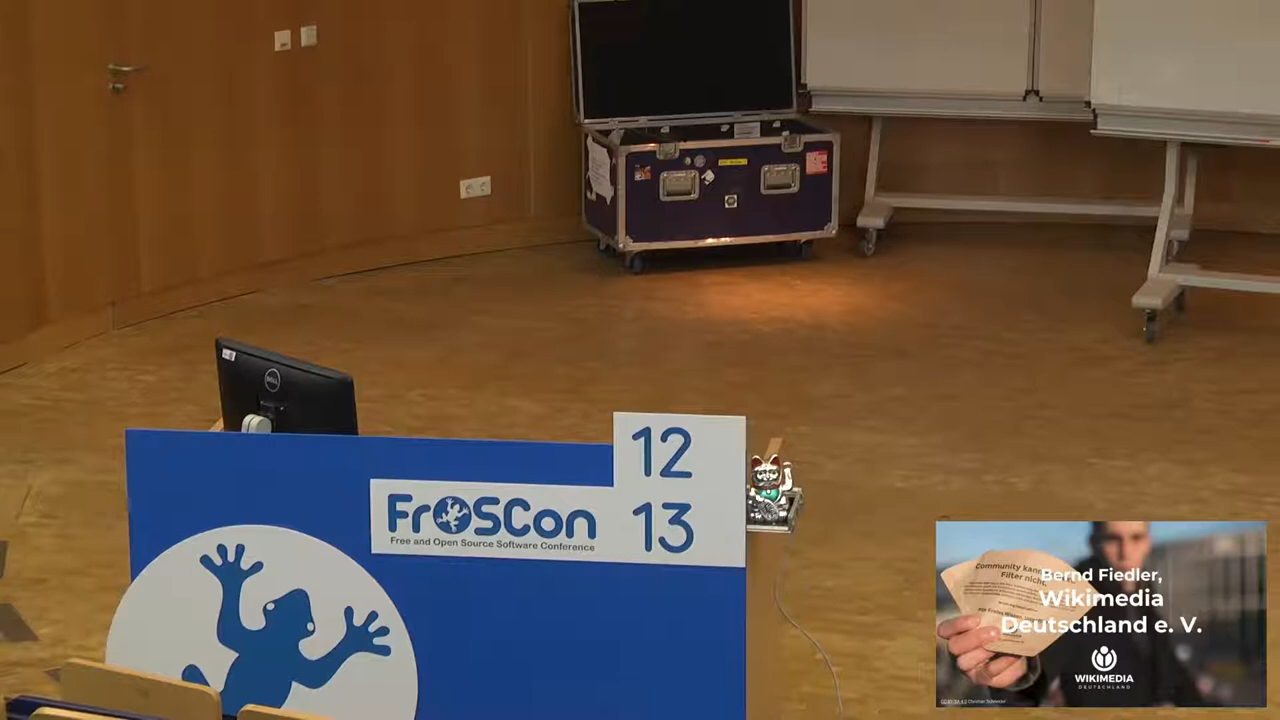 DELL
12
13
FrOSCon
Free and Open Source Software Conference
Community kann
Filter nicht.
Bernd Fiedler,
Wikimedia
Deutschland e. V.
WIKIMEDIA
DEUTSCHLAND